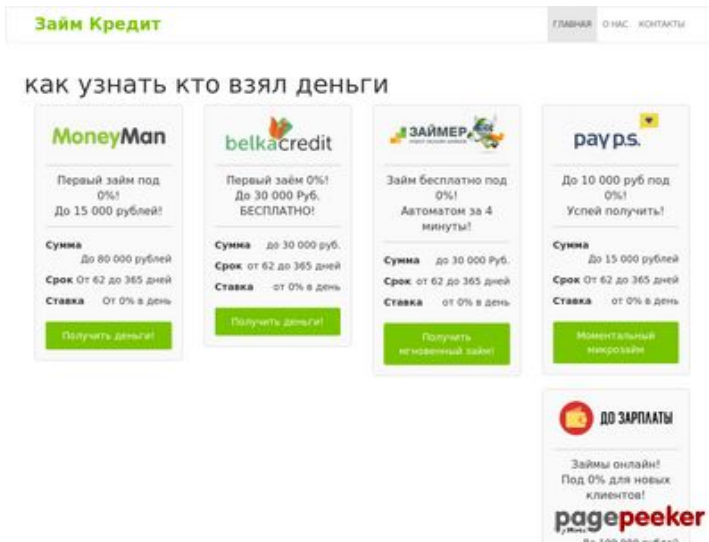 Займ Кредит
ГЛАВНАЯ О НАС КОНТАКТЫ
как узнать кто взял деньги
MoneyMan
Первый займ под
0%!
До 15 000 рублей!
Сумма
До 80 000 рублей
Срок От 62 до 365 дней
Ставка От 0% в день
Получить деньги!
belkacredit
Первый заём 0%!
До 30 000 Руб.
БЕСПЛАТНО!
Сумма до 30 000 руб.
Срок от 62 до 365 дней
Ставка от 0% в день
Получить деньги!
ЗАЙМЕР
Займ бесплатно под
0%!
Автоматом за 4
минуты!
Сумма до 30 000 Руб.
Срок от 62 до 365 дней
Ставка от 0% в день
Получить
мгновенный займ!
pay p.s.
До 10 000 руб под
0%!
Успей получить!
Сумма
До 15 000 рублей
Срок От 62 до 365 дней
Ставка От 0% в день
Моментальный
микрозайм
ДО ЗАРПЛАТЫ
Займы онлайн!
Под 0% для новых
клиентов!
pagepeeker
До 100 000 рублей